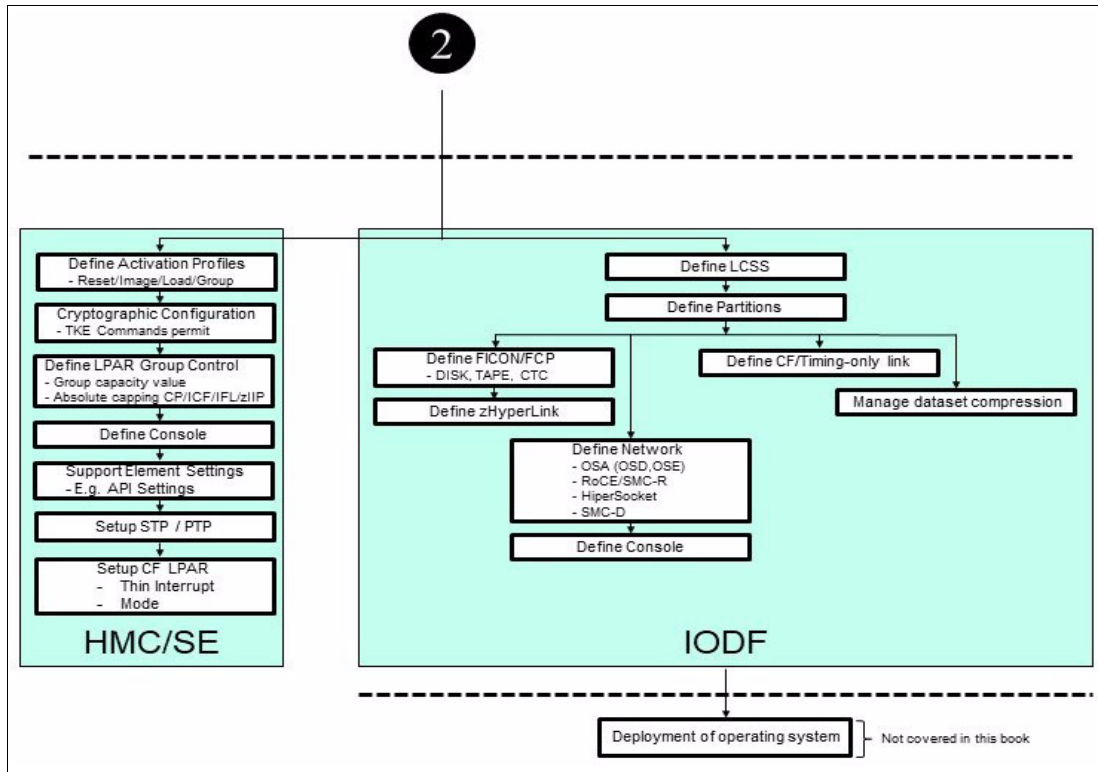 2
Define Activation Profiles
- Reset/Image/Load/Group
Cryptographic Configuration
- TKE Commands permit
Define LPAR Group Control
- Group capacity value
- Absolute capping CP/ICF/IFL/zIIP
Define Console
Support Element Settings
- E.g. API Settings
Setup STP / PTP
Setup CF LPAR
- Thin Interrupt
- Mode
HMC/SE
Define LCSS
Define Partitions
Define FICON/FCP
- DISK, TAPE, CTC
Define zHyperLink
Define CF/Timing-only link
Manage dataset compression
Define Network
- OSA (OSD,OSE)
- RoCE/SMC-R
- HiperSocket
- SMC-D
Define Console
IODF
Deployment of operating system
Not covered in this book